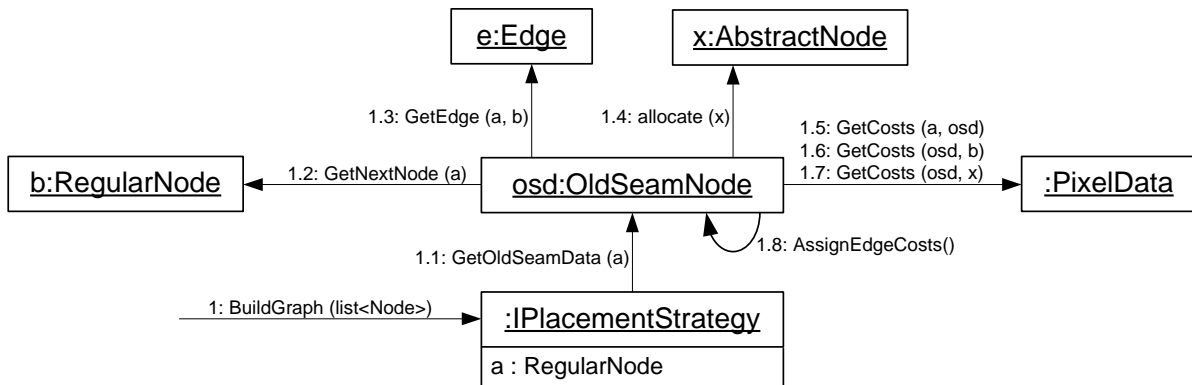 e:Edge
x:AbstractNode
1.3: GetEdge (a, b)
1.4: allocate (x)
1.5: GetCosts (a, osd)
1.6: GetCosts (osd, b)
1.7: GetCosts (osd, x)
b:RegularNode
1.2: GetNextNode (a)
osd:OldSeamNode
:PixelData
1.1: GetOldSeamData (a)
1.8: AssignEdgeCosts()
1: BuildGraph (list<Node>)
:IPlacementStrategy
a : RegularNode